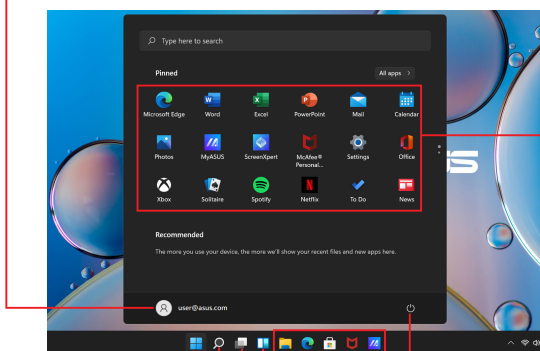 Type here to search
Pinned
All apps >
Microsoft Edge Word Excel PowerPoint Mail Calendar
Photos MyASUS ScreenXpert McAfee® Personal... Settings Office
Xbox Solitaire Spotify Netflix To Do News
Recommended
The more you use your device, the more we'll show your recent files and new apps here.
user@asus.com